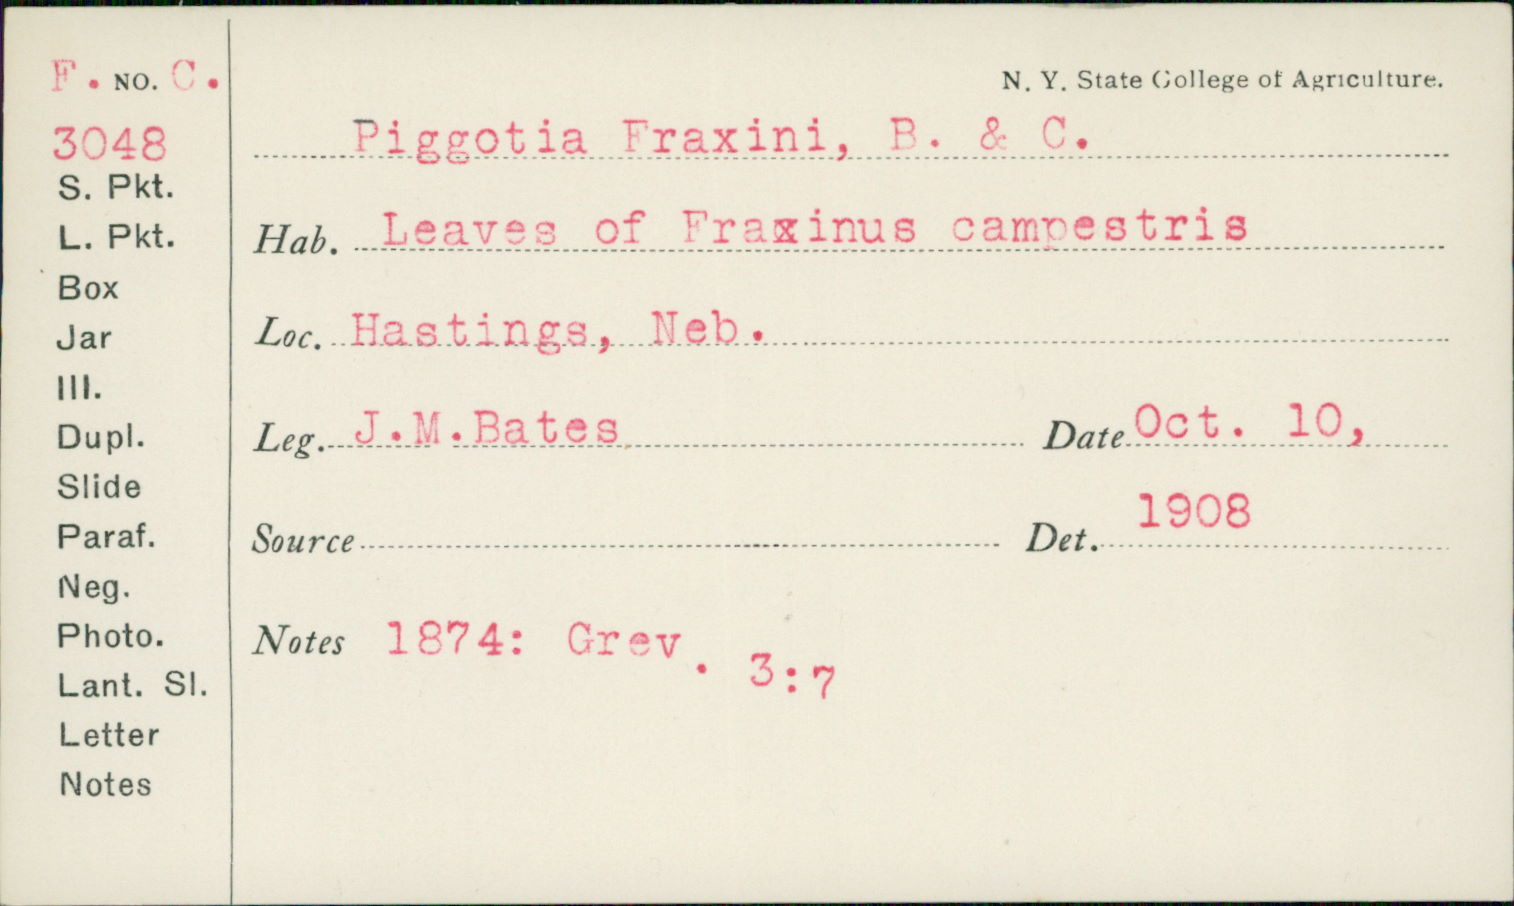 F. NO. C.
3048
S. Pkt.
L. Pkt.
Box
Jar
Ill.
Dupl.
Slide
Paraf.
Neg.
Photo.
Lant. Sl.
Letter
Notes
N. Y. State College of Agriculture.
Piggotia Fraxini, B. & C.
Hab. Leaves of Fraxinus campestris
Loc. Hastings, Neb.
Leg. J.M.Bates Date Oct. 10,
1908
Source Det.
Notes 1874: Grev. 3:7